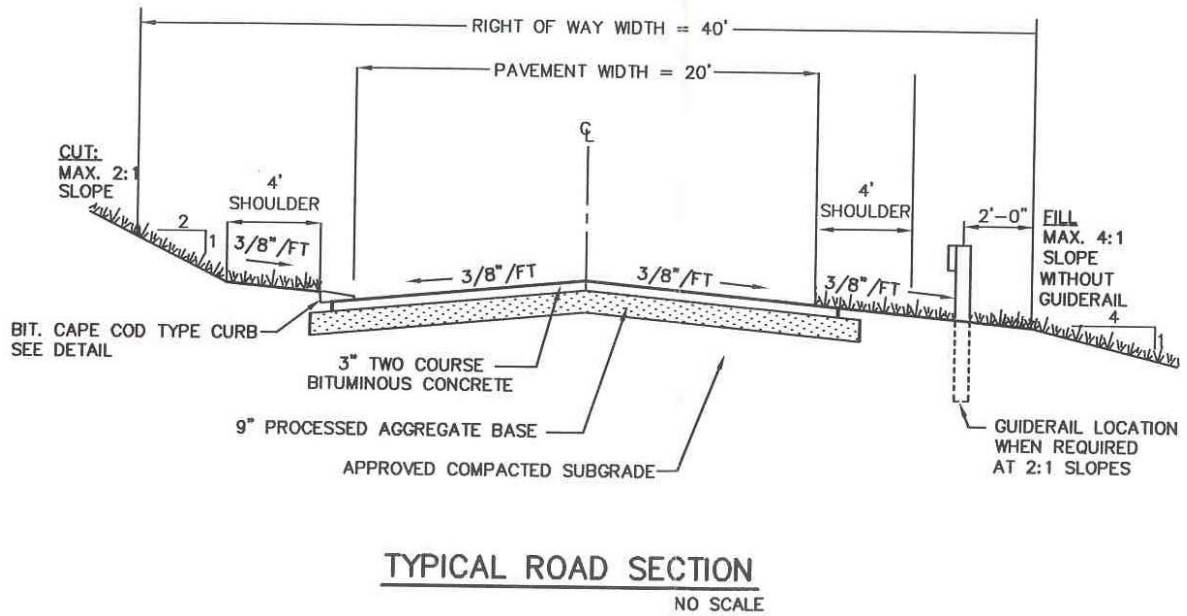 RIGHT OF WAY WIDTH = 40'
PAVEMENT WIDTH = 20'
℄
CUT:
MAX. 2:1
SLOPE
2
1
4'
SHOULDER
3/8"/FT
3/8"/FT
3/8"/FT
4'
SHOULDER
3/8"/FT
2'-0"
FILL
MAX. 4:1
SLOPE
WITHOUT
GUIDERAIL
4
1
BIT. CAPE COD TYPE CURB
SEE DETAIL
3" TWO COURSE
BITUMINOUS CONCRETE
9" PROCESSED AGGREGATE BASE
APPROVED COMPACTED SUBGRADE
GUIDERAIL LOCATION
WHEN REQUIRED
AT 2:1 SLOPES
TYPICAL ROAD SECTION
NO SCALE